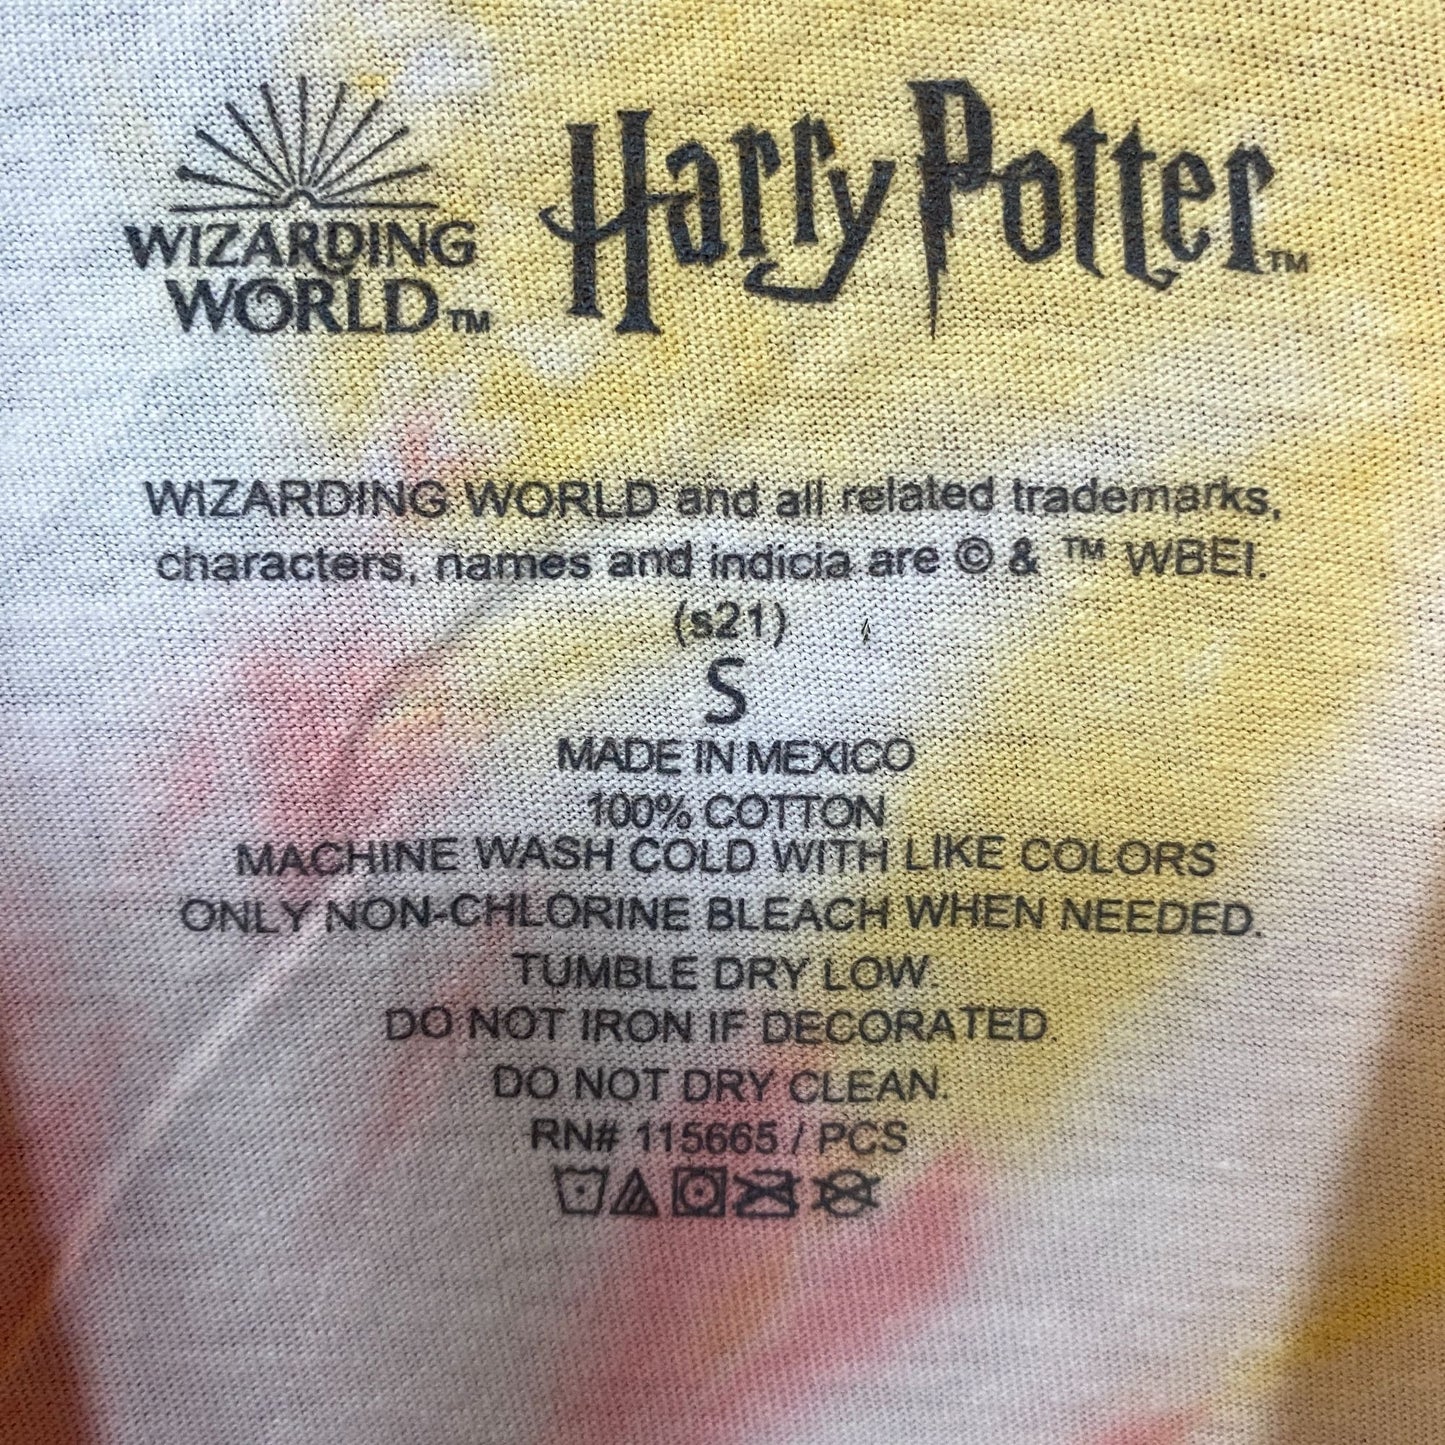 WIZARDING
WORLD™
Harry Potter™
WIZARDING WORLD and all related trademarks,
characters, names and indicia are © & ™ WBEI.
(s21)
S
MADE IN MEXICO
100% COTTON
MACHINE WASH COLD WITH LIKE COLORS
ONLY NON-CHLORINE BLEACH WHEN NEEDED.
TUMBLE DRY LOW.
DO NOT IRON IF DECORATED.
DO NOT DRY CLEAN.
RN# 115665 / PCS